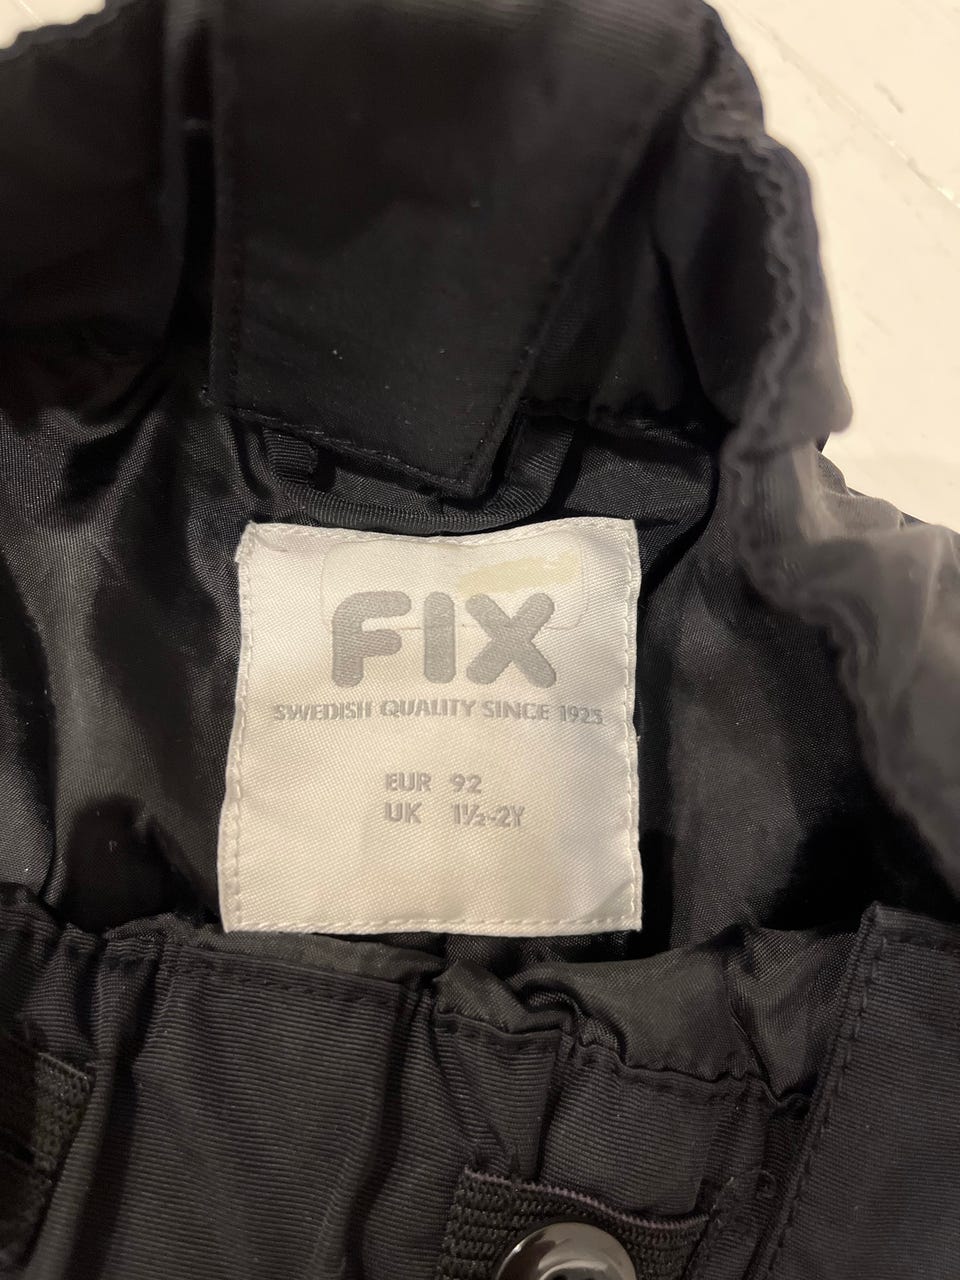 FIX
SWEDISH QUALITY SINCE 1925
EUR 92
UK 1½-2Y